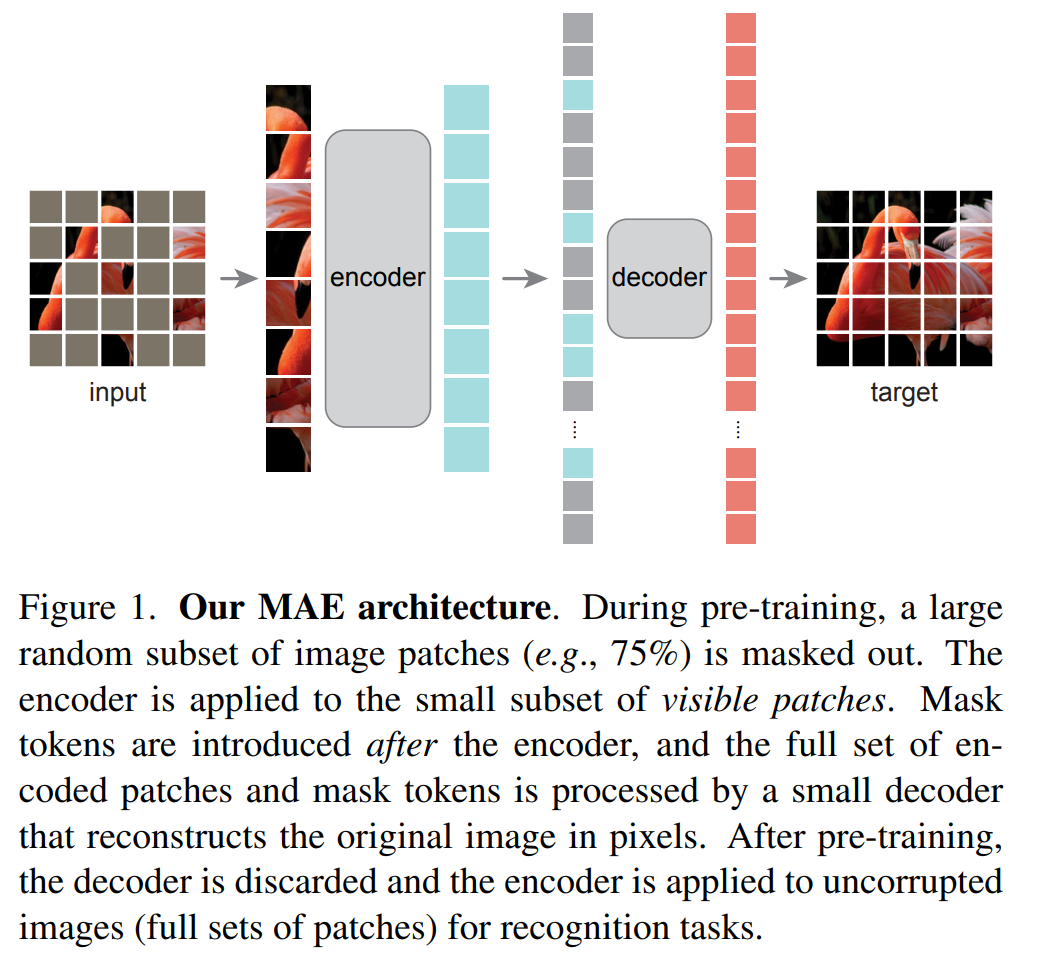 input
encoder
decoder
target
Figure 1. Our MAE architecture. During pre-training, a large
random subset of image patches (e.g., 75%) is masked out. The
encoder is applied to the small subset of visible patches. Mask
tokens are introduced after the encoder, and the full set of en-
coded patches and mask tokens is processed by a small decoder
that reconstructs the original image in pixels. After pre-training,
the decoder is discarded and the encoder is applied to uncorrupted
images (full sets of patches) for recognition tasks.